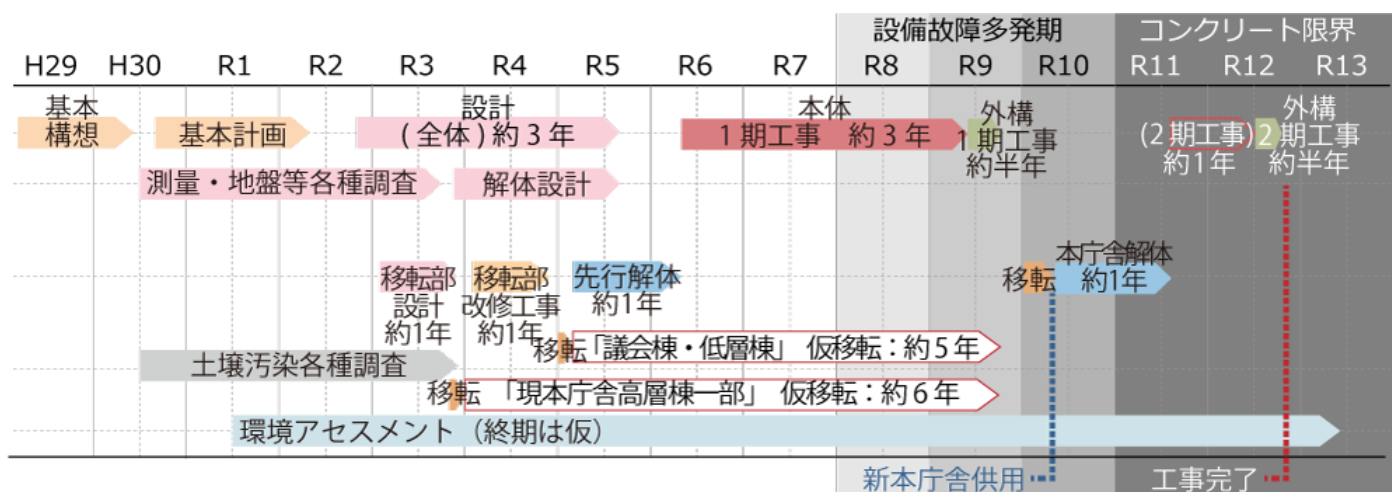 設備故障多発期 コンクリート限界
H29 H30 R1 R2 R3 R4 R5 R6 R7 R8 R9 R10 R11 R12 R13
基本
構想
基本計画
設計
(全体)約3年
本体
1期工事 約3年
外構
1期工事
約半年
(2期工事)
約1年
外構
2期工事
約半年
測量・地盤等各種調査
解体設計
移転部
設計
約1年
移転部
改修工事
約1年
先行解体
約1年
移転
本庁舎解体
約1年
移転「議会棟・低層棟」 仮移転:約5年
土壌汚染各種調査
移転 「現本庁舎高層棟一部」 仮移転:約6年
環境アセスメント(終期は仮)
新本庁舎供用
工事完了